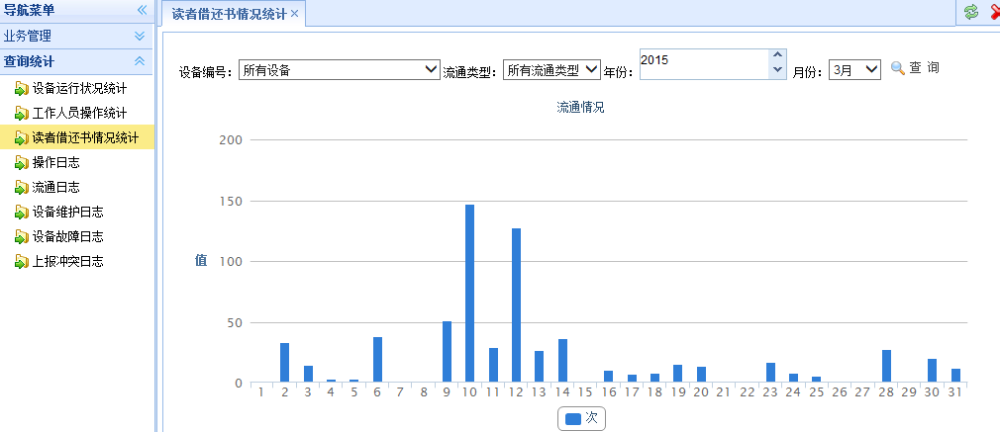 导航菜单
业务管理
查询统计
设备运行状况统计
工作人员操作统计
读者借还书情况统计
操作日志
流通日志
设备维护日志
设备故障日志
上报冲突日志
读者借还书情况统计
设备编号: 所有设备 流通类型: 所有流通类型 年份: 2015 月份: 3月 查 询
流通情况
200
150
值 100
50
0
1 2 3 4 5 6 7 8 9 10 11 12 13 14 15 16 17 18 19 20 21 22 23 24 25 26 27 28 29 30 31
次